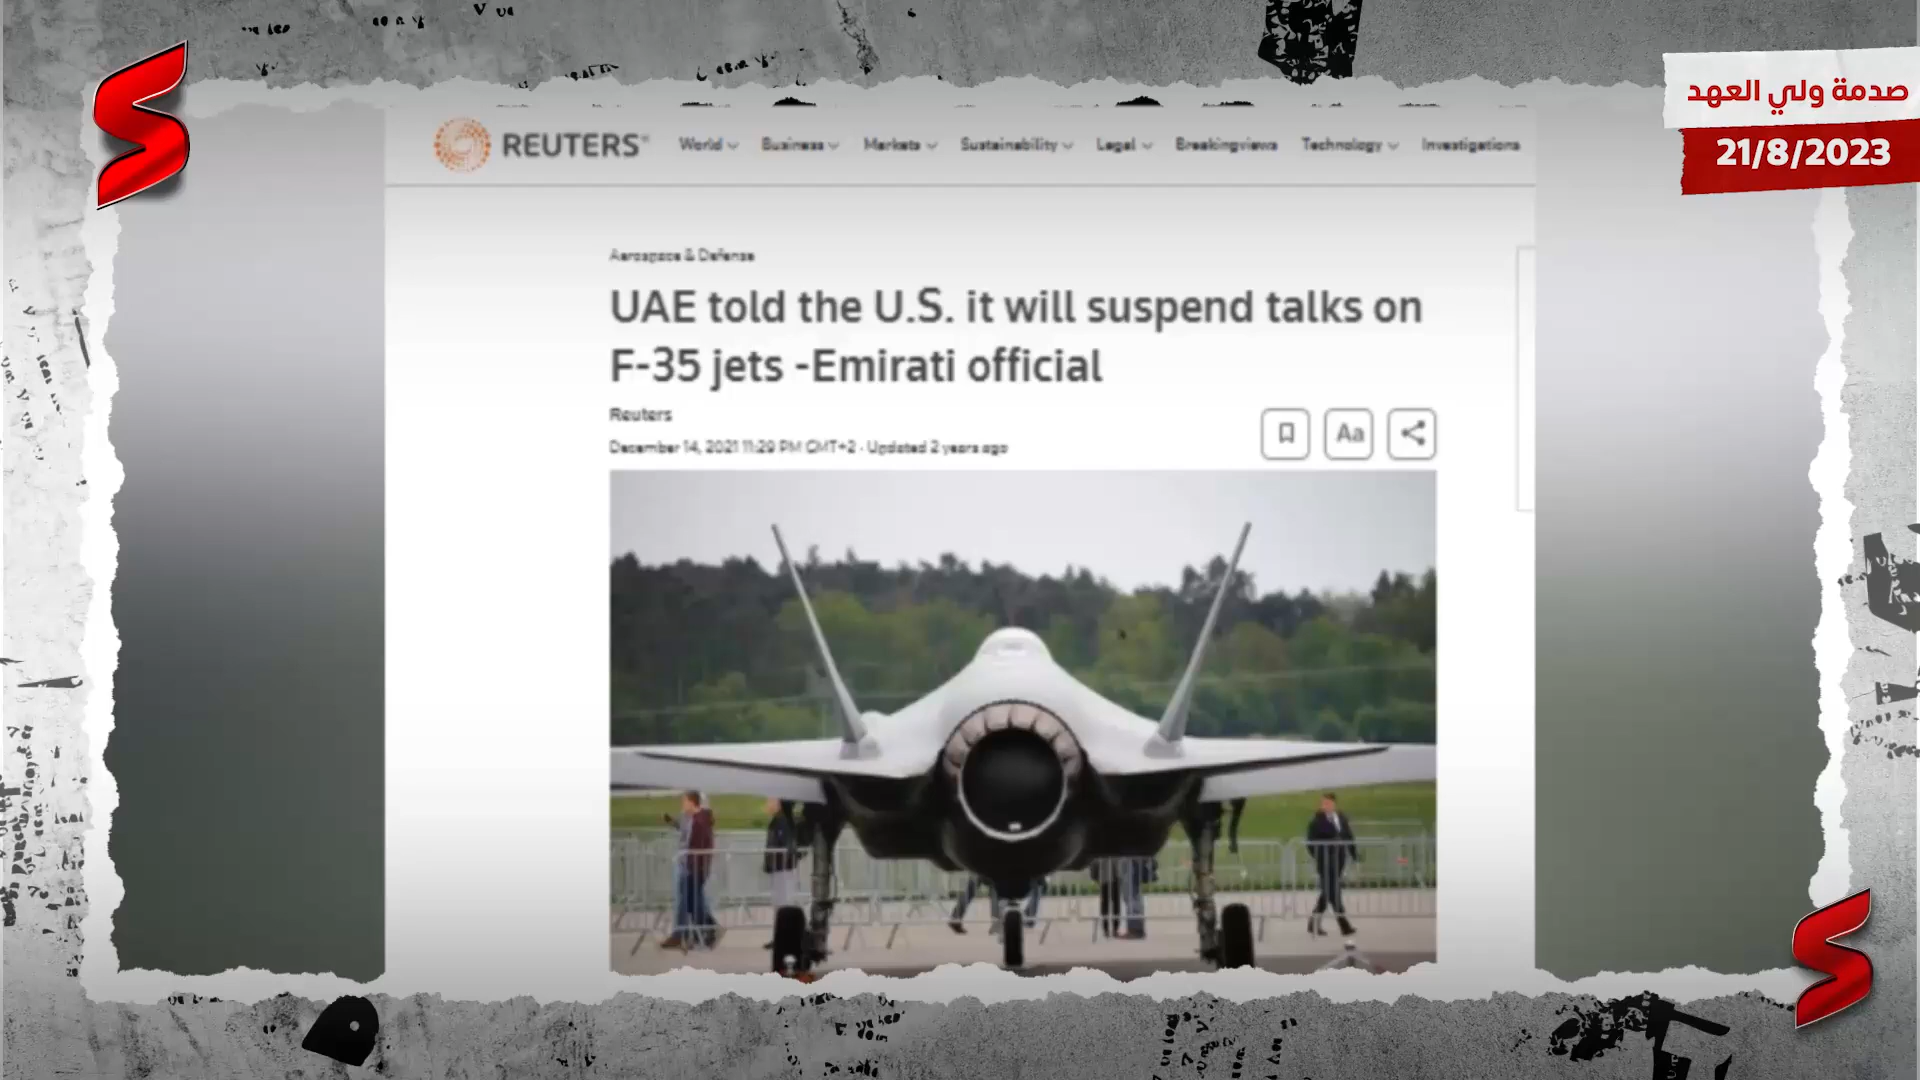 صدمة ولي العهد
21/8/2023
REUTERS
World Business Markets Sustainability Legal Breakingviews Technology Investigations
Aerospace & Defense
UAE told the U.S. it will suspend talks on
F-35 jets -Emirati official
Reuters
December 14, 2021 11:29 PM GMT+2 · Updated 2 years ago
Aa